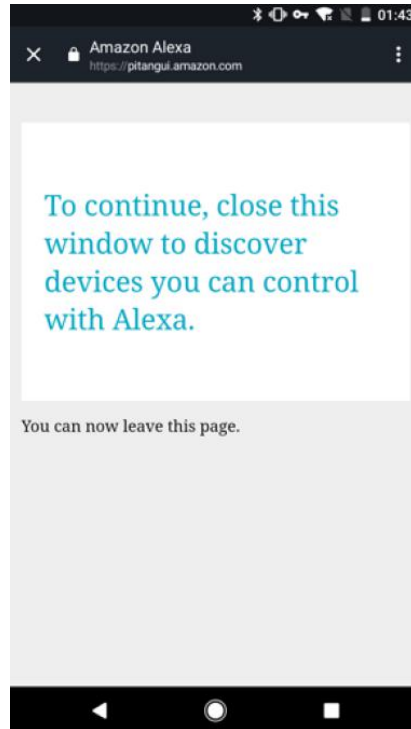 01:43
Amazon Alexa
https://pitangui.amazon.com
To continue, close this
window to discover
devices you can control
with Alexa.
You can now leave this page.